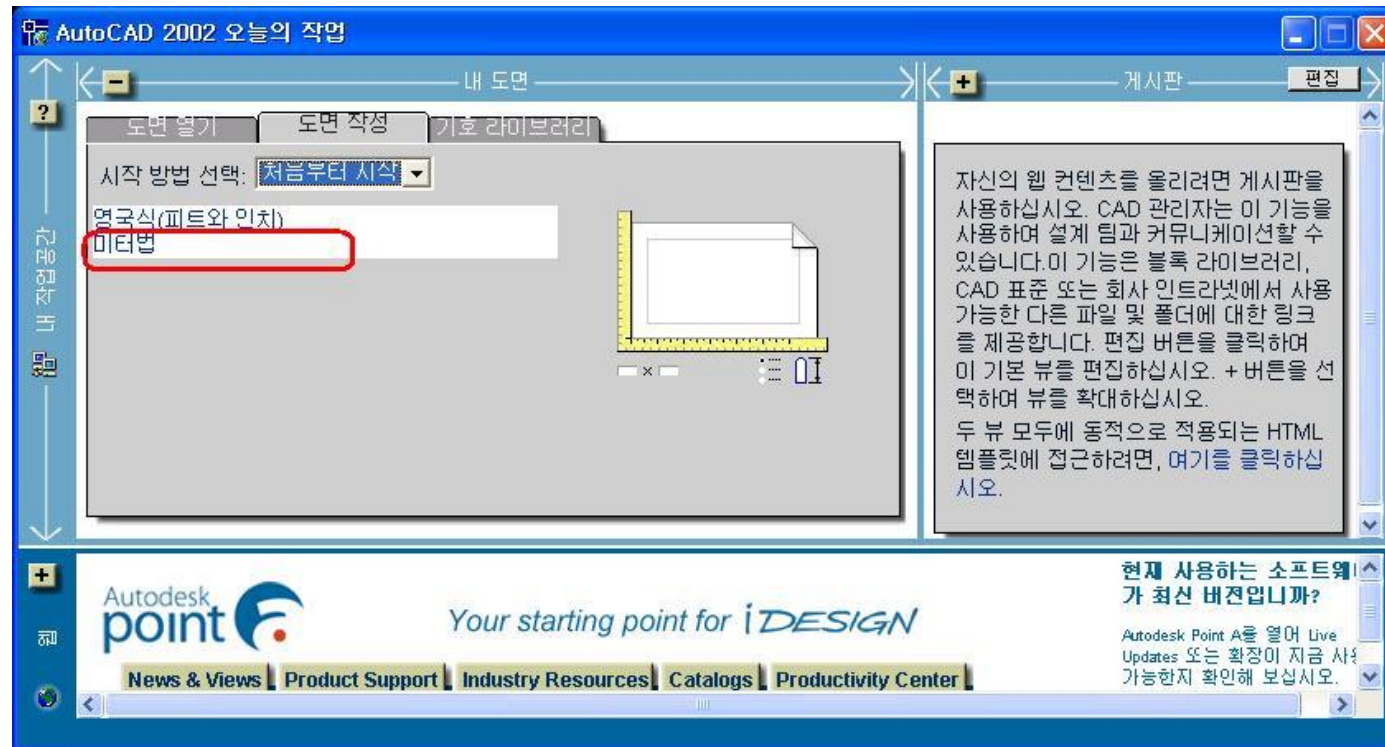 AutoCAD 2002 오늘의 작업
내 도면
게시판
편집
도면 열기
도면 작성
기호 라이브러리
시작 방법 선택: 처음부터 시작
영국식(피트와 인치)
미터법
내 작업공간
자신의 웹 컨텐츠를 올리려면 게시판을
사용하십시오. CAD 관리자는 이 기능을
사용하여 설계 팀과 커뮤니케이션할 수
있습니다.이 기능은 블록 라이브러리,
CAD 표준 또는 회사 인트라넷에서 사용
가능한 다른 파일 및 폴더에 대한 링크
를 제공합니다. 편집 버튼을 클릭하여
이 기본 뷰를 편집하십시오. + 버튼을 선
택하여 뷰를 확대하십시오.
두 뷰 모두에 동적으로 적용되는 HTML
템플릿에 접근하려면, 여기를 클릭하십
시오.
웹
Autodesk
point
Your starting point for iDESIGN
News & Views
Product Support
Industry Resources
Catalogs
Productivity Center
현재 사용하는 소프트웨
가 최신 버전입니까?
Autodesk Point A를 열어 Live
Updates 또는 확장이 지금 사
가능한지 확인해 보십시오.